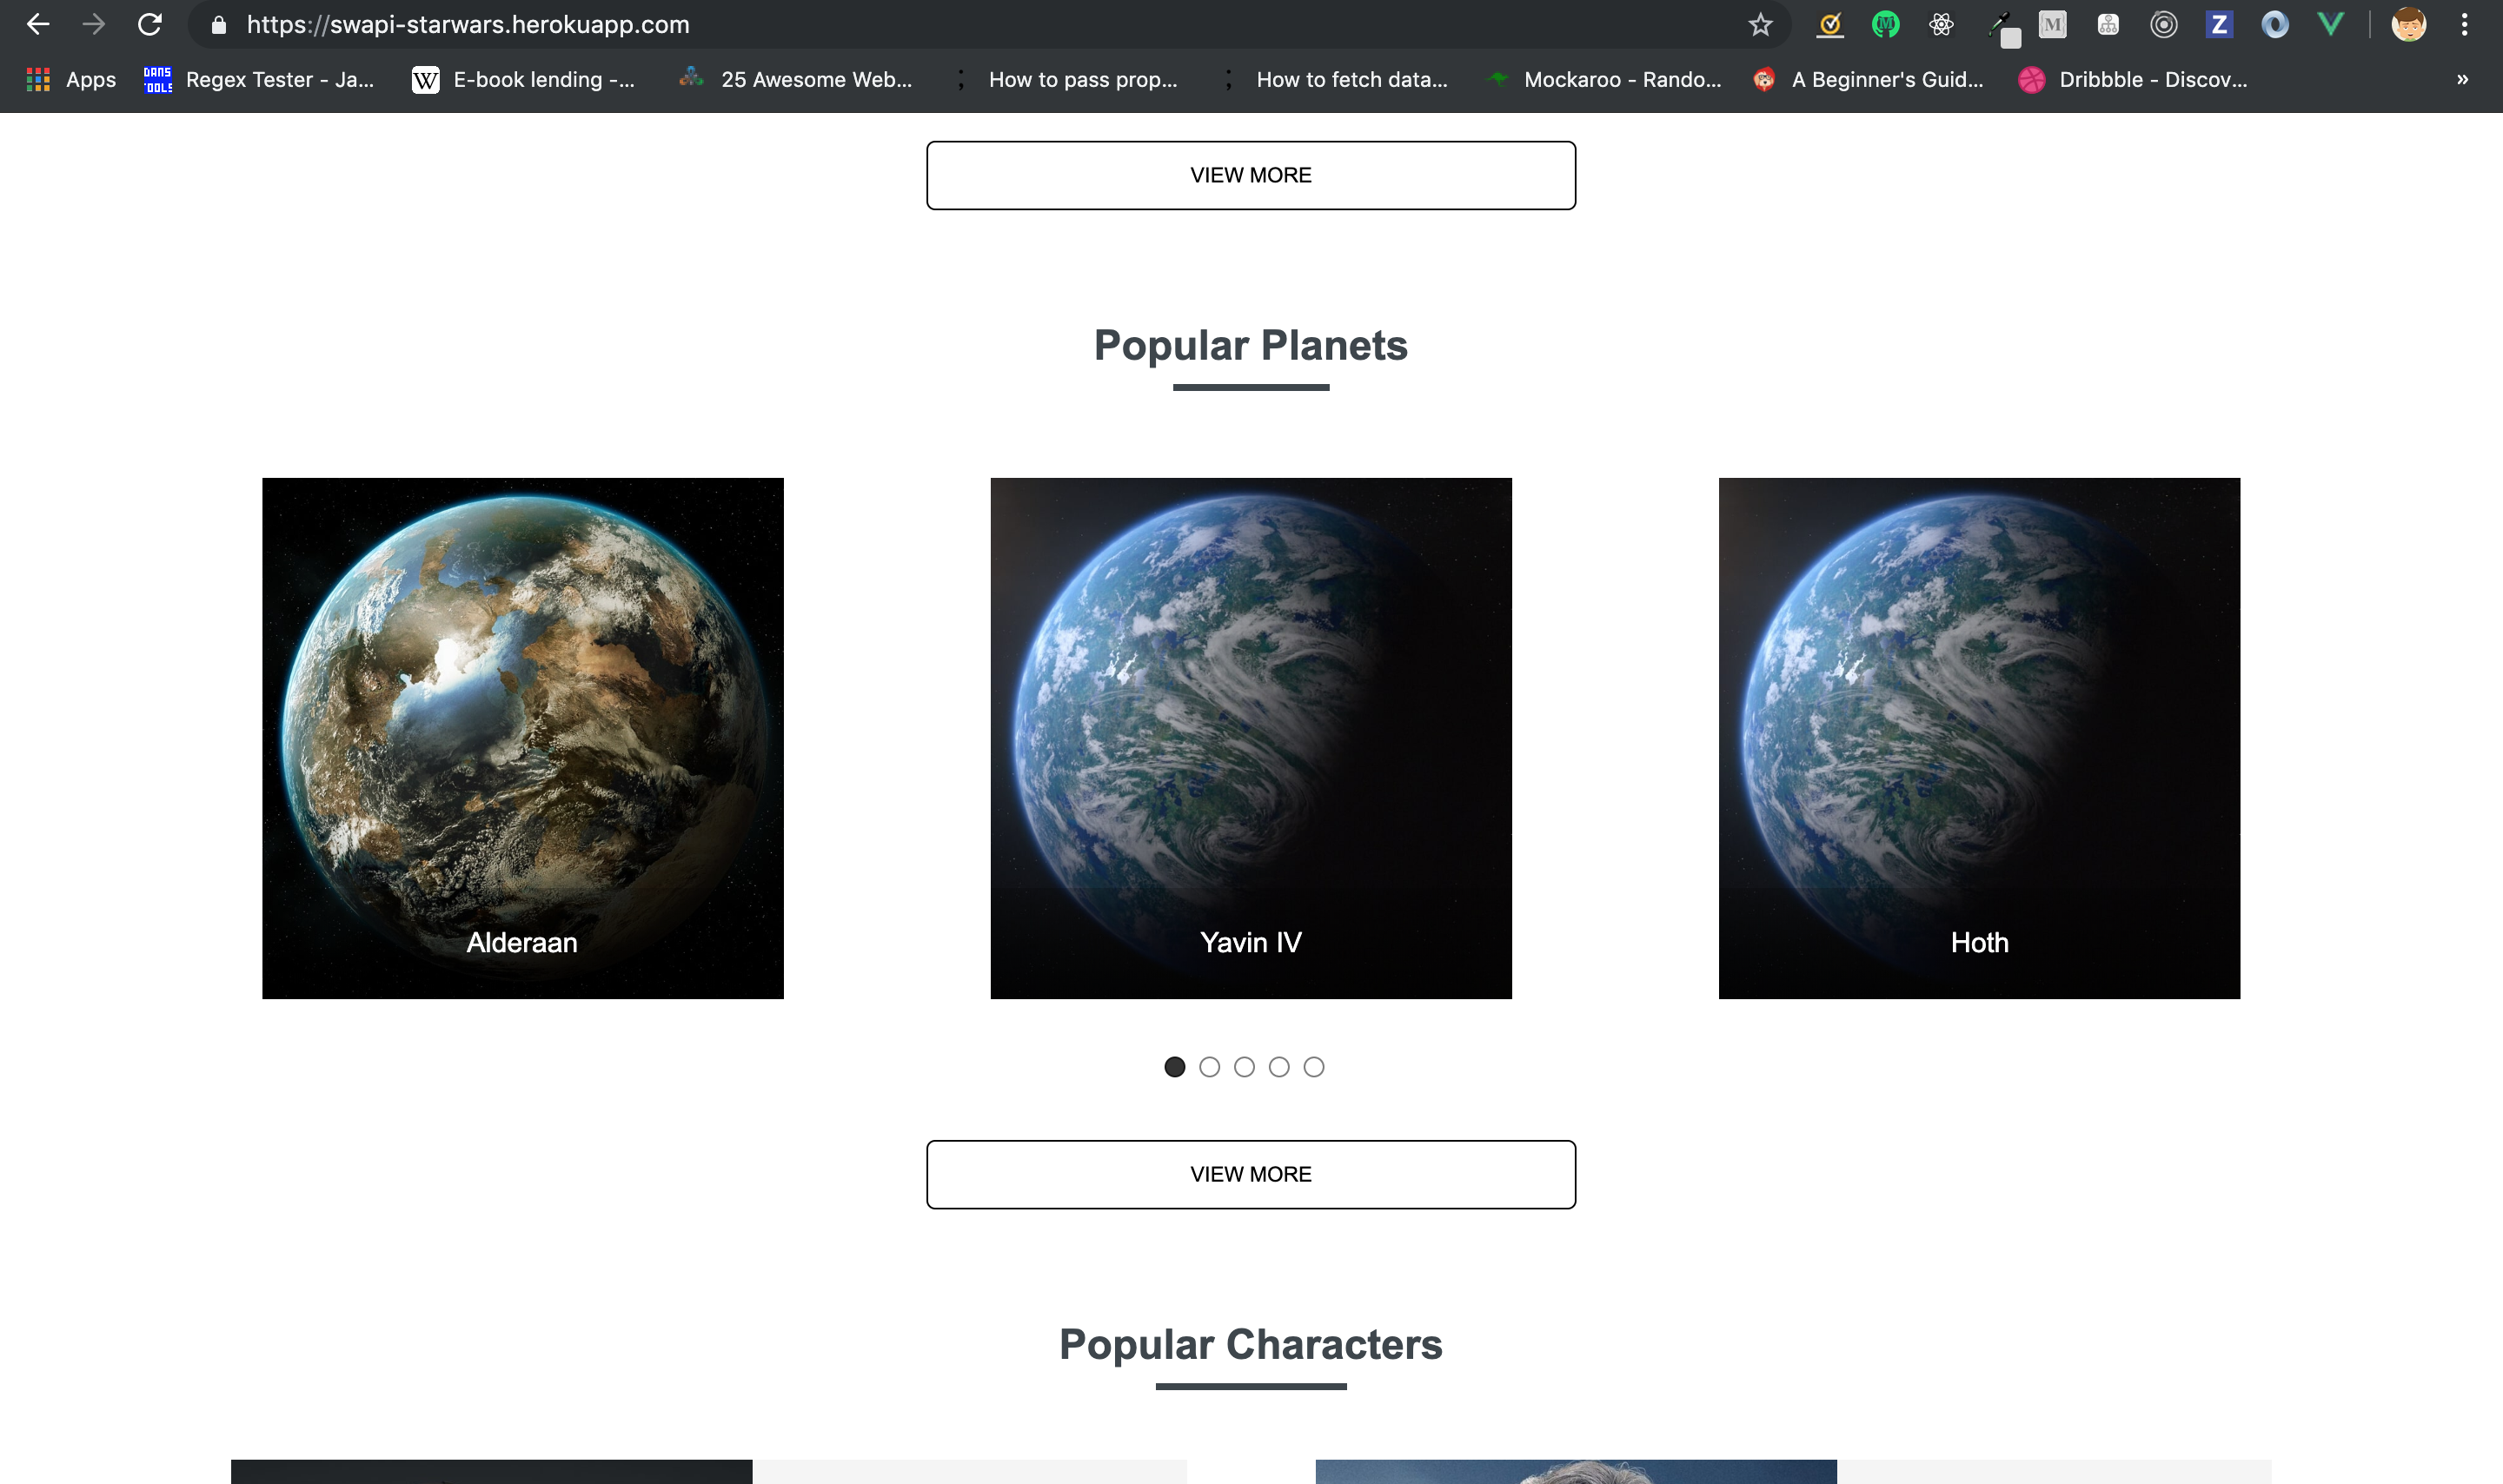 https://swapi-starwars.herokuapp.com
Apps
DANS TOOLS
Regex Tester - Ja...
W
E-book lending -...
25 Awesome Web...
; How to pass prop...
; How to fetch data...
Mockaroo - Rando...
A Beginner's Guid...
Dribbble - Discov...
»
M
Z
VIEW MORE
Popular Planets
Alderaan
Yavin IV
Hoth
VIEW MORE
Popular Characters